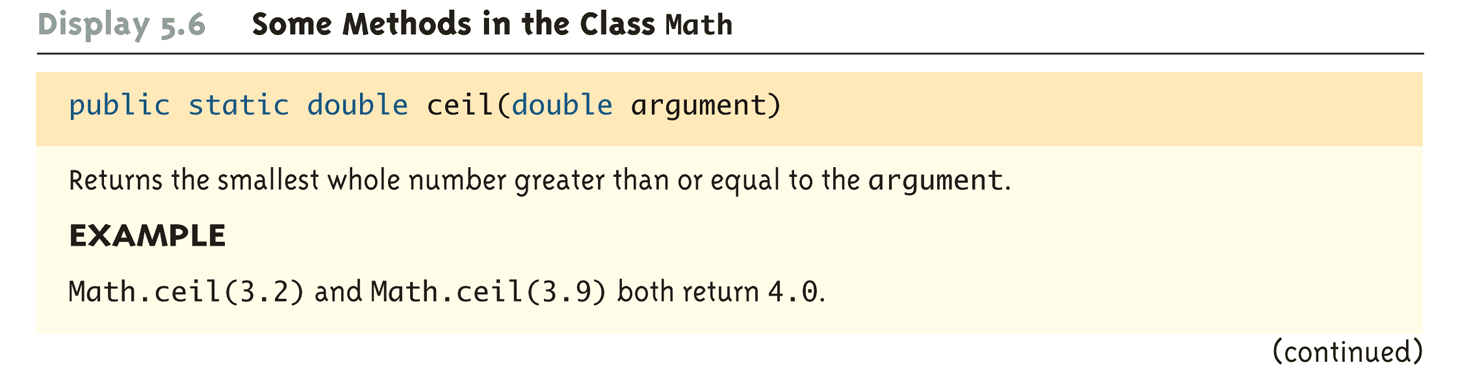 Display 5.6 Some Methods in the Class Math
public static double ceil(double argument)
Returns the smallest whole number greater than or equal to the argument.
EXAMPLE
Math.ceil(3.2) and Math.ceil(3.9) both return 4.0.
(continued)